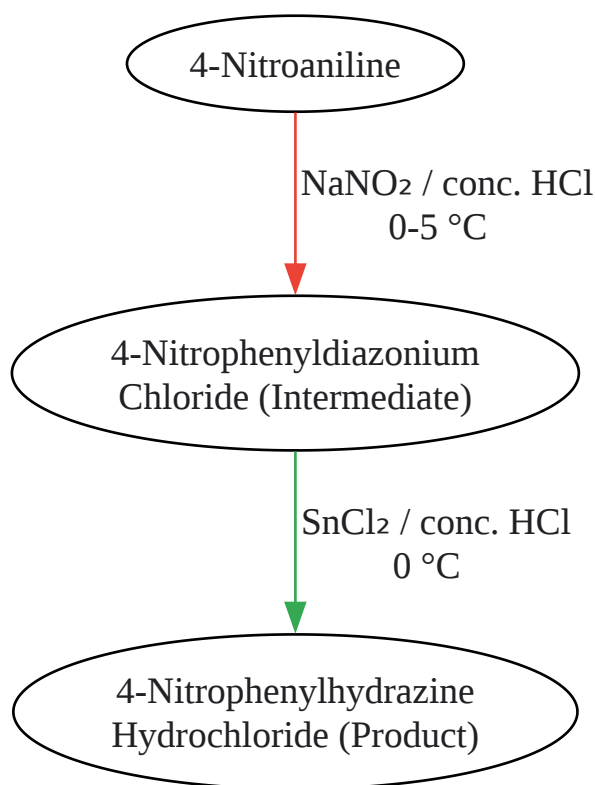 4-Nitroaniline
NaNO₂ / conc. HCl
0-5 °C
4-Nitrophenyldiazonium
Chloride (Intermediate)
SnCl₂ / conc. HCl
0 °C
4-Nitrophenylhydrazine
Hydrochloride (Product)